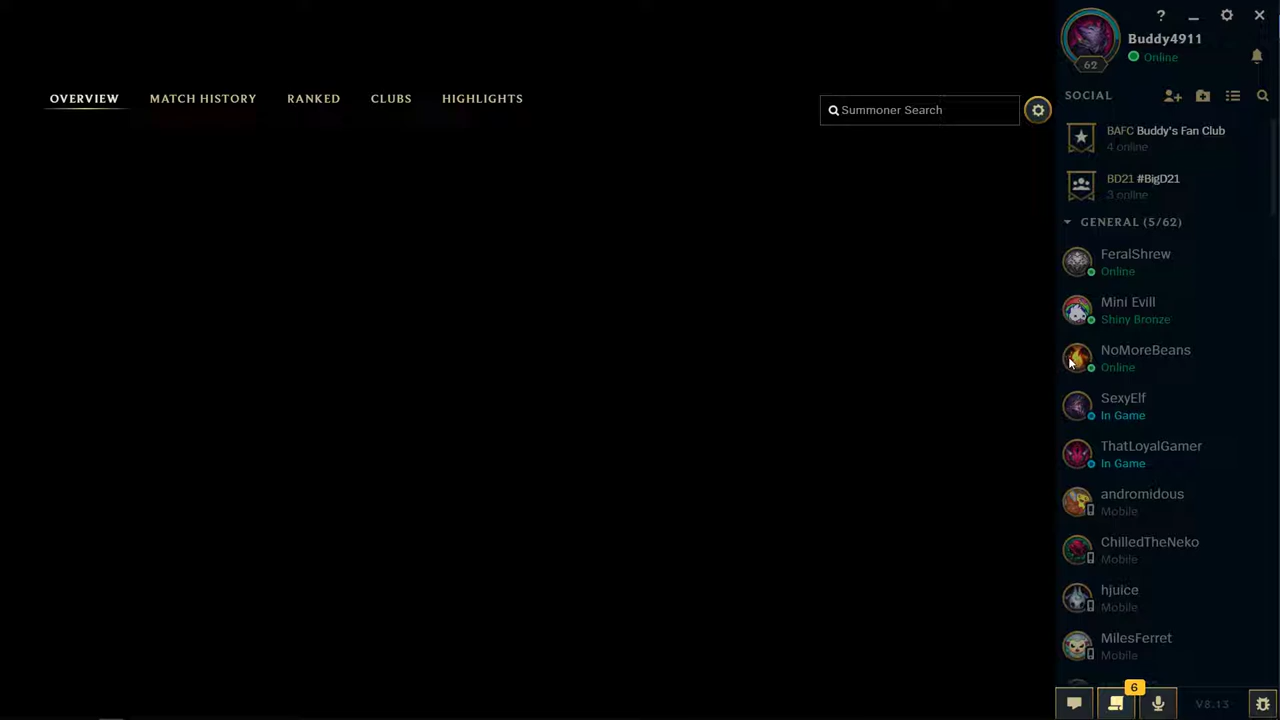 ?
Buddy4911
62
Online
OVERVIEW MATCH HISTORY RANKED CLUBS HIGHLIGHTS
Summoner Search
SOCIAL
BAFC Buddy's Fan Club
4 online
BD21 #BigD21
3 online
GENERAL (5/62)
FeralShrew
Online
Mini Evill
Shiny Bronze
NoMoreBeans
Online
SexyElf
In Game
ThatLoyalGamer
In Game
andromidous
Mobile
ChilledTheNeko
Mobile
hjuice
Mobile
MilesFerret
Mobile
6
V8.13